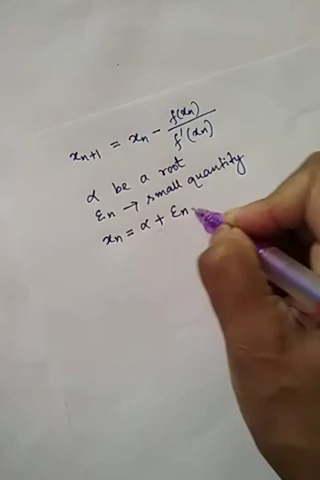 xₙ₊₁ = xₙ − f(xₙ) / f'(xₙ)
α be a root
εₙ → small quantity
xₙ = α + εₙ